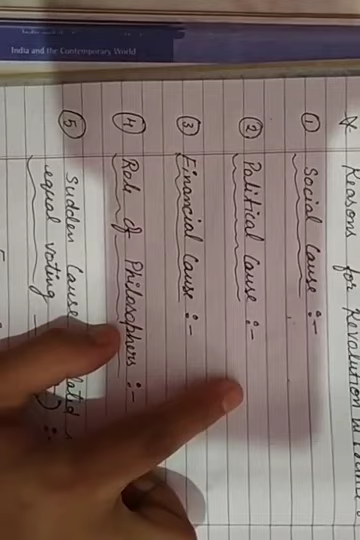 India and the Contemporary World
* Reasons for Revolution in
① Social Cause :-
② Political Cause :-
③ Financial Cause :-
④ Role of Philosophers :-
⑤ Sudden Cause
equal voting